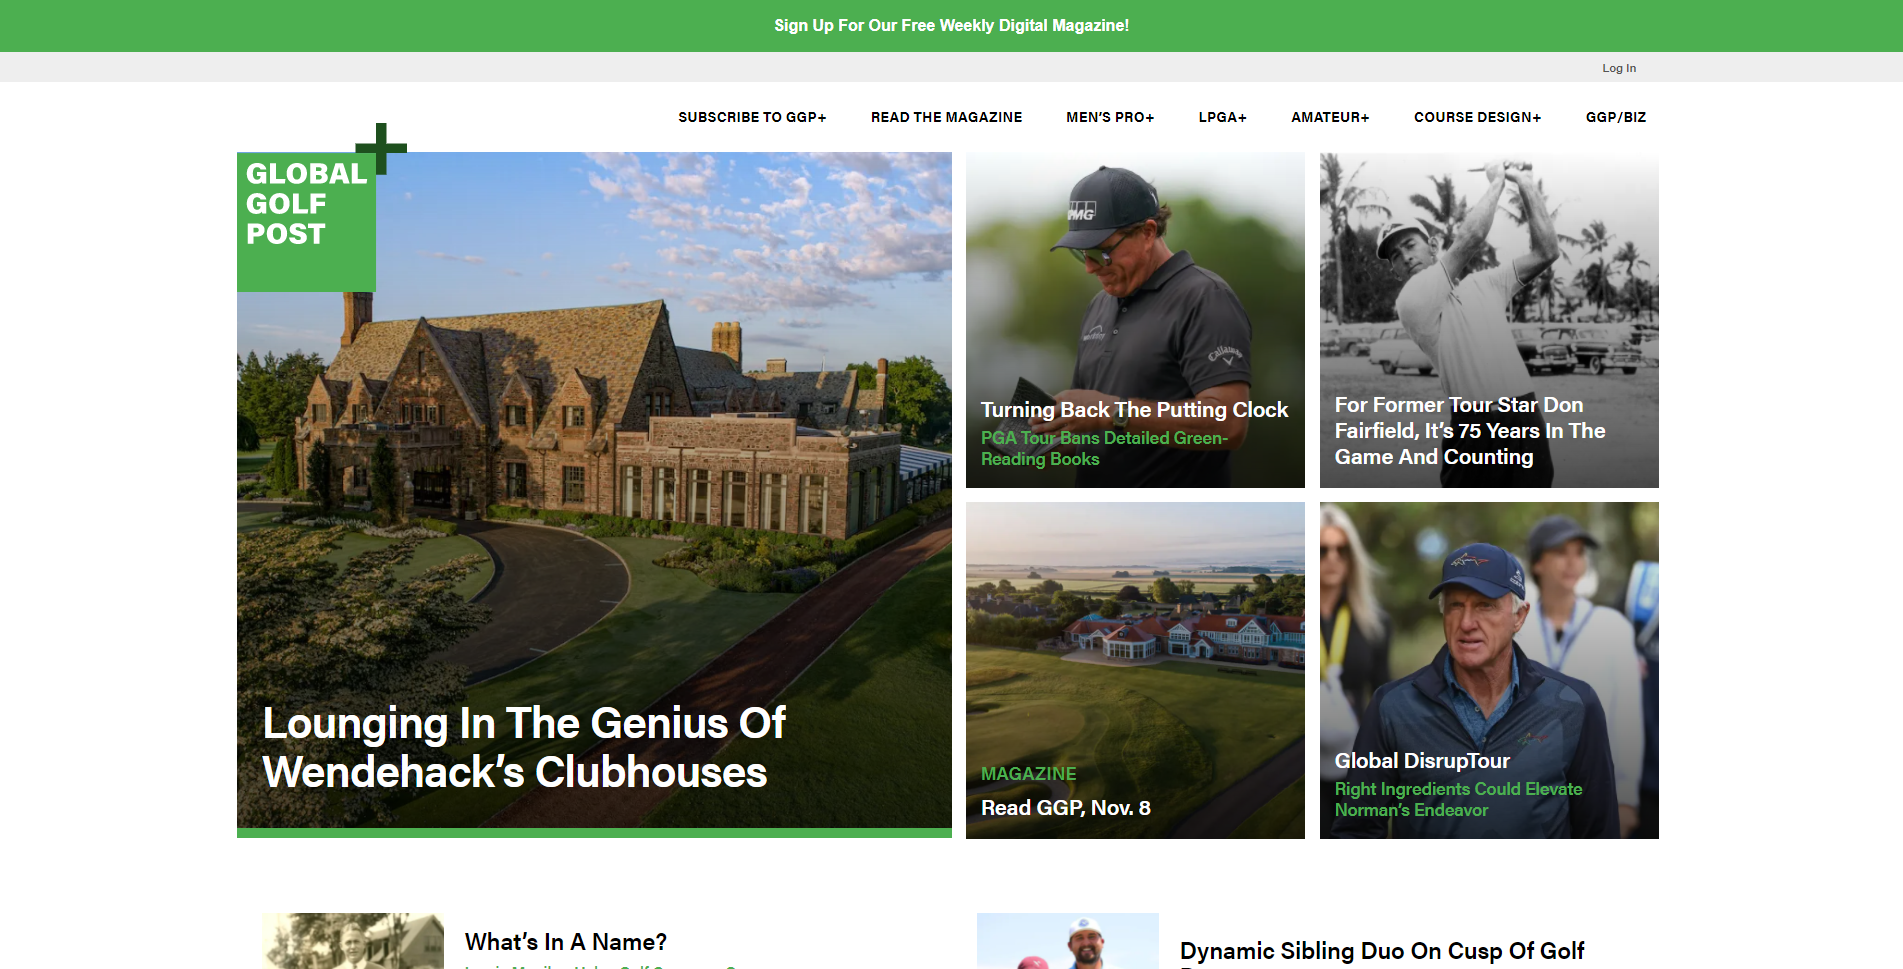 Sign Up For Our Free Weekly Digital Magazine!
Log In
SUBSCRIBE TO GGP+ READ THE MAGAZINE MEN'S PRO+ LPGA+ AMATEUR+ COURSE DESIGN+ GGP/BIZ
GLOBAL
GOLF
POST
Lounging In The Genius Of
Wendehack's Clubhouses
KPMG
Callaway
Turning Back The Putting Clock
PGA Tour Bans Detailed Green-
Reading Books
For Former Tour Star Don
Fairfield, It's 75 Years In The
Game And Counting
MAGAZINE
Read GGP, Nov. 8
Global DisrupTour
Right Ingredients Could Elevate
Norman's Endeavor
What's In A Name?
Dynamic Sibling Duo On Cusp Of Golf